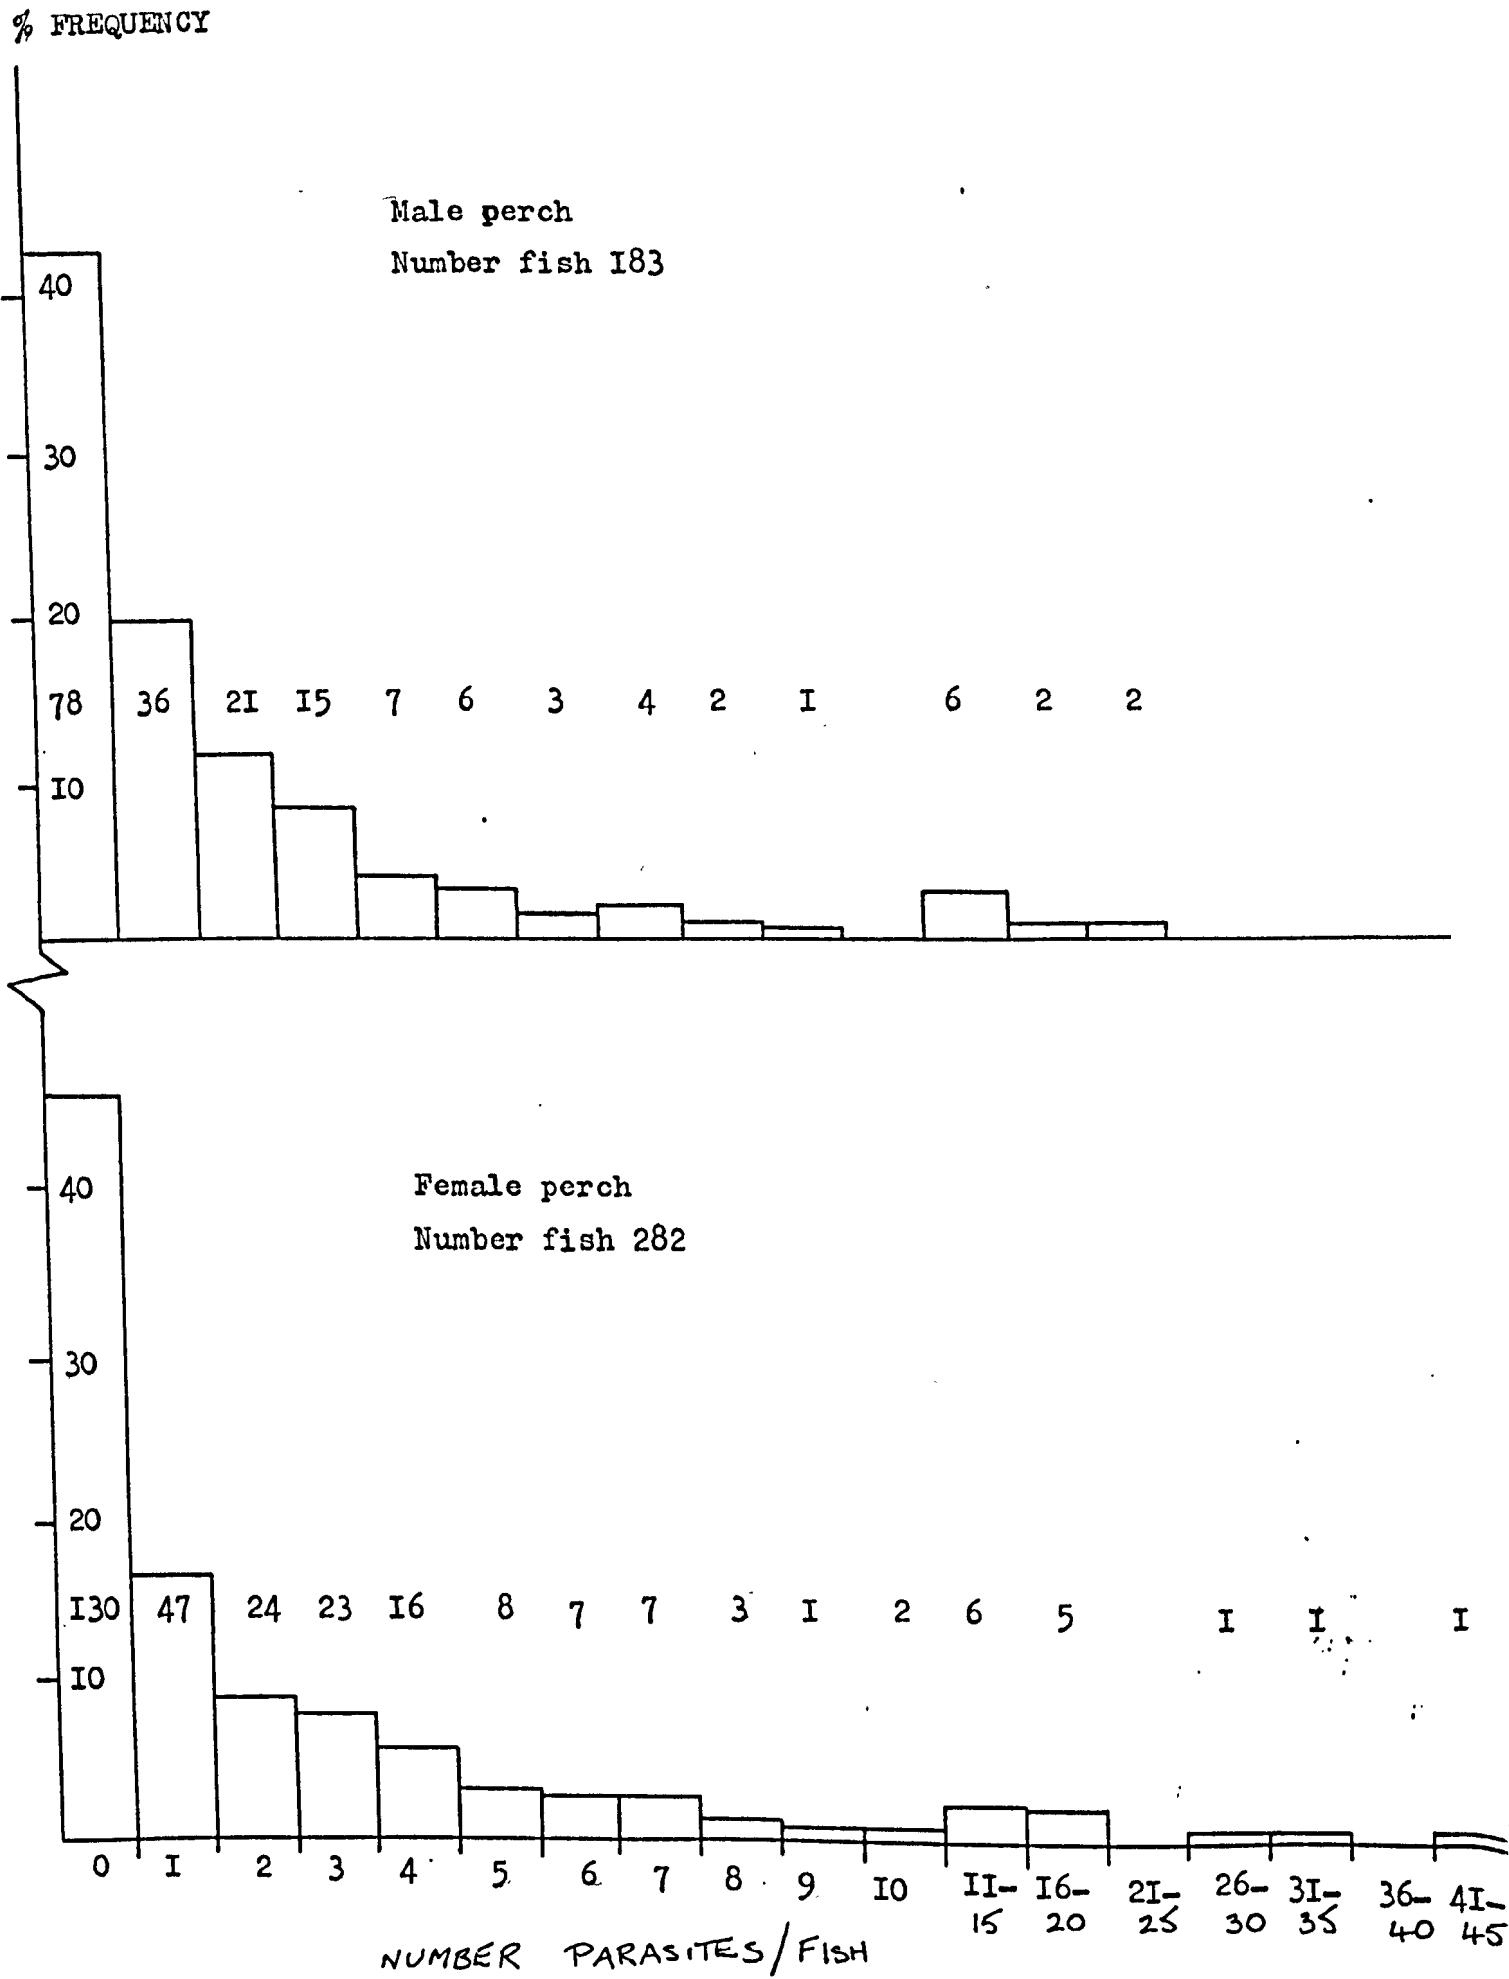 % FREQUENCY
Male perch
Number fish I83
40
30
20
78 36 2I I5 7 6 3 4 2 I 6 2 2
I0
Female perch
Number fish 282
40
30
20
I30 47 24 23 I6 8 7 7 3 I 2 6 5 I I I
I0
0 I 2 3 4 5 6 7 8 9 I0 II-15 I6-20 2I-25 26-30 3I-35 36-40 4I-45
NUMBER PARASITES/FISH